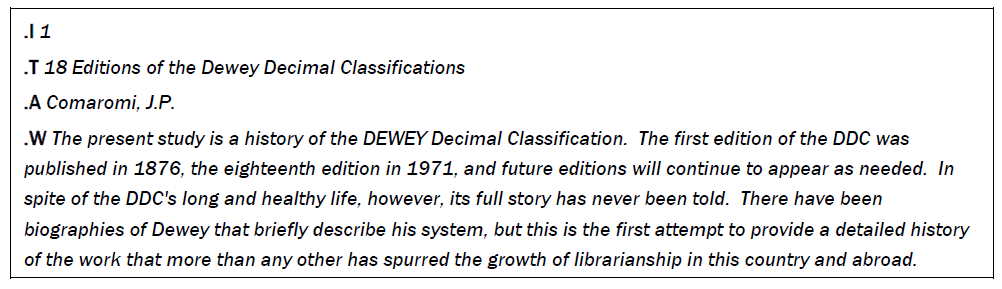 .I 1
.T 18 Editions of the Dewey Decimal Classifications
.A Comaromi, J.P.
.W The present study is a history of the DEWEY Decimal Classification.  The first edition of the DDC was
published in 1876, the eighteenth edition in 1971, and future editions will continue to appear as needed.  In
spite of the DDC's long and healthy life, however, its full story has never been told.  There have been
biographies of Dewey that briefly describe his system, but this is the first attempt to provide a detailed history
of the work that more than any other has spurred the growth of librarianship in this country and abroad.